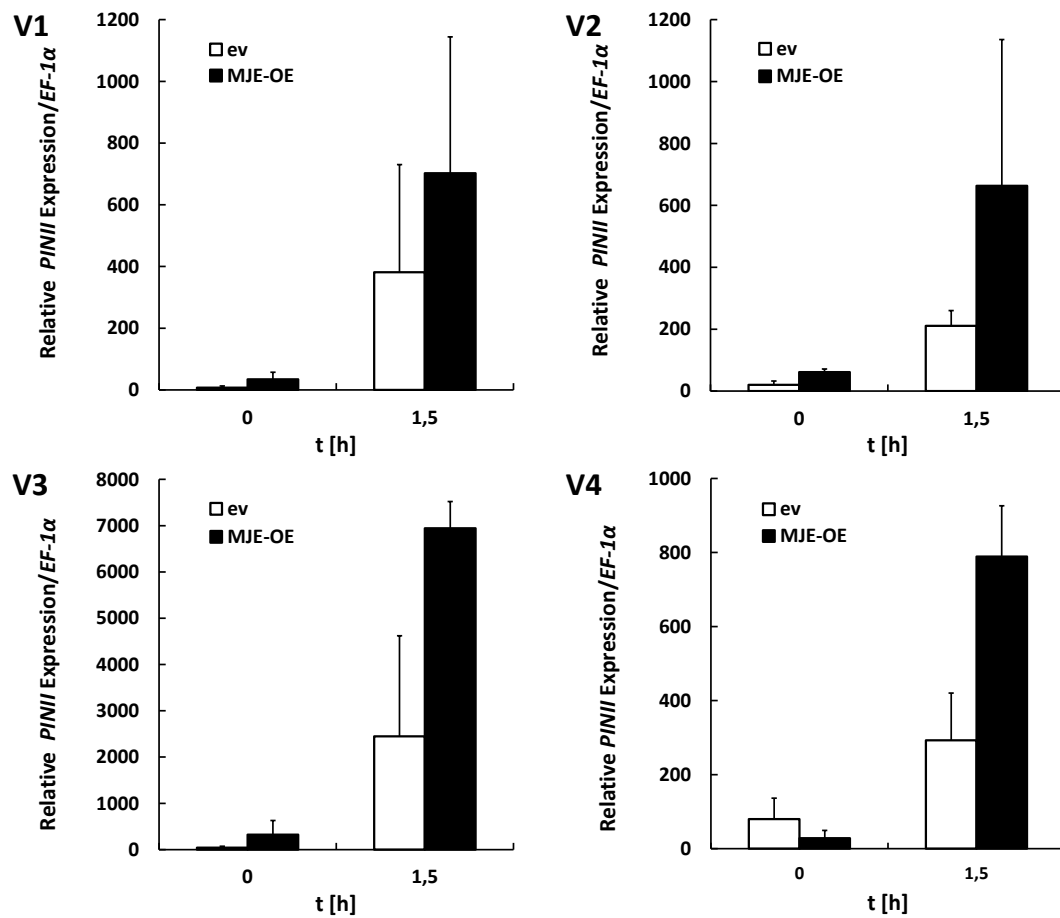 V1
Relative PINII Expression/EF-1α
1200
1000
800
600
400
200
0
ev
MJE-OE
0
1,5
t [h]
V2
Relative PINII Expression/EF-1α
1200
1000
800
600
400
200
0
ev
MJE-OE
0
1,5
t [h]
V3
Relative PINII Expression/EF-1α
8000
7000
6000
5000
4000
3000
2000
1000
0
ev
MJE-OE
0
1,5
t [h]
V4
Relative PINII Expression/EF-1α
1000
800
600
400
200
0
ev
MJE-OE
0
1,5
t [h]